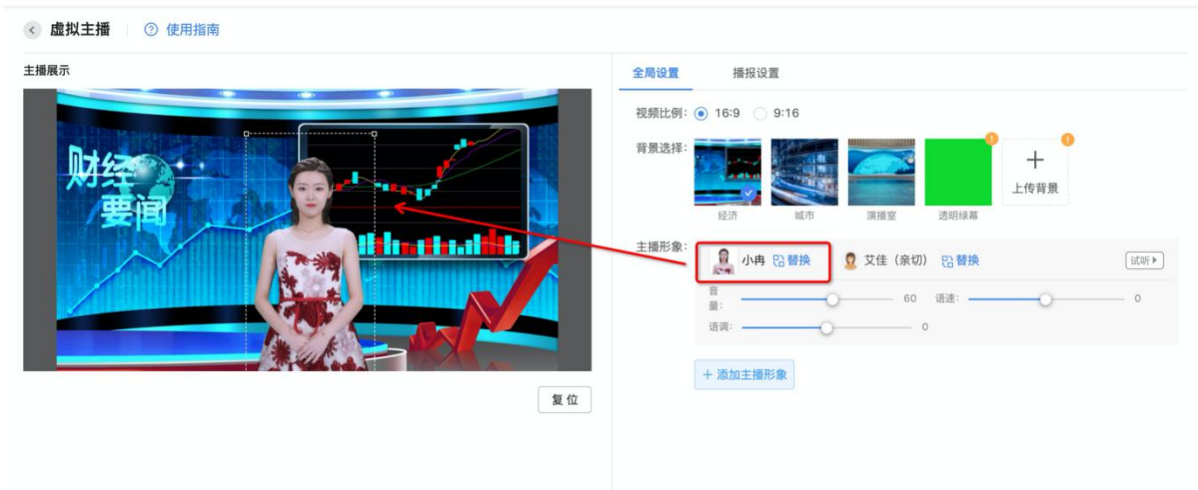 虚拟主播
使用指南
主播展示
财经
要闻
复位
全局设置
播报设置
视频比例：
16:9
9:16
背景选择：
经济
城市
演播室
透明绿幕
上传背景
主播形象：
小冉 替换
艾佳（亲切） 替换
试听
音
量：
60
语速：
0
语调：
0
+ 添加主播形象